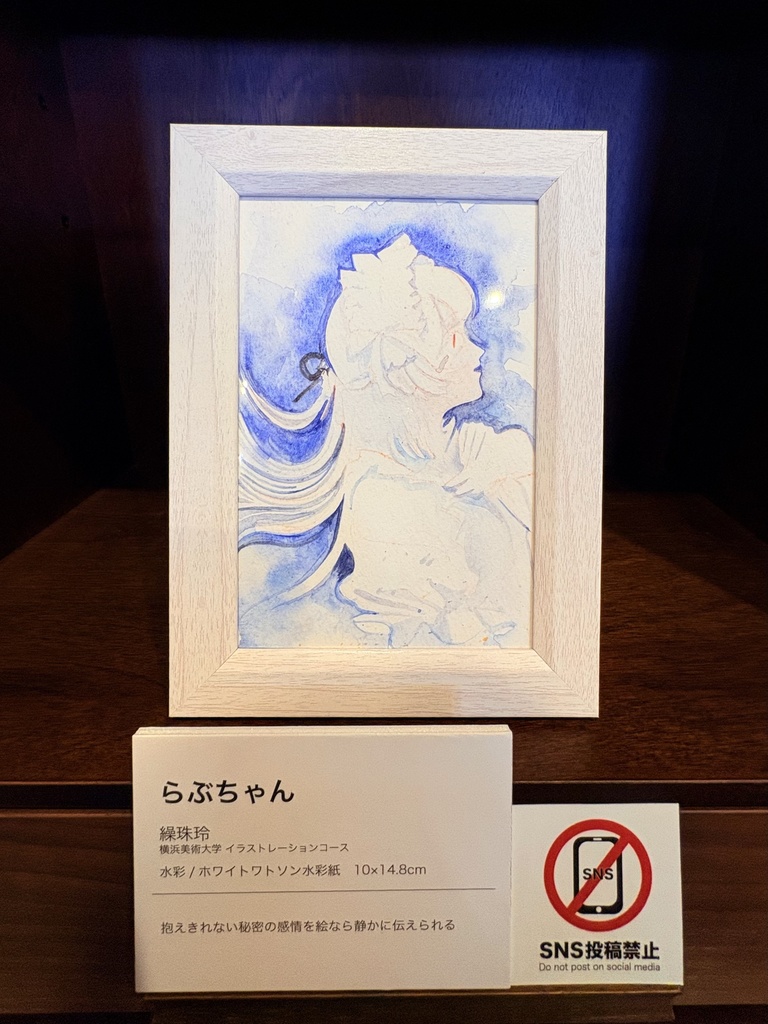 らぶちゃん
繰珠玲
横浜美術大学 イラストレーションコース
水彩 / ホワイトワトソン水彩紙 10×14.8cm
抱えきれない秘密の感情を絵なら静かに伝えられる
SNS
SNS投稿禁止
Do not post on social media